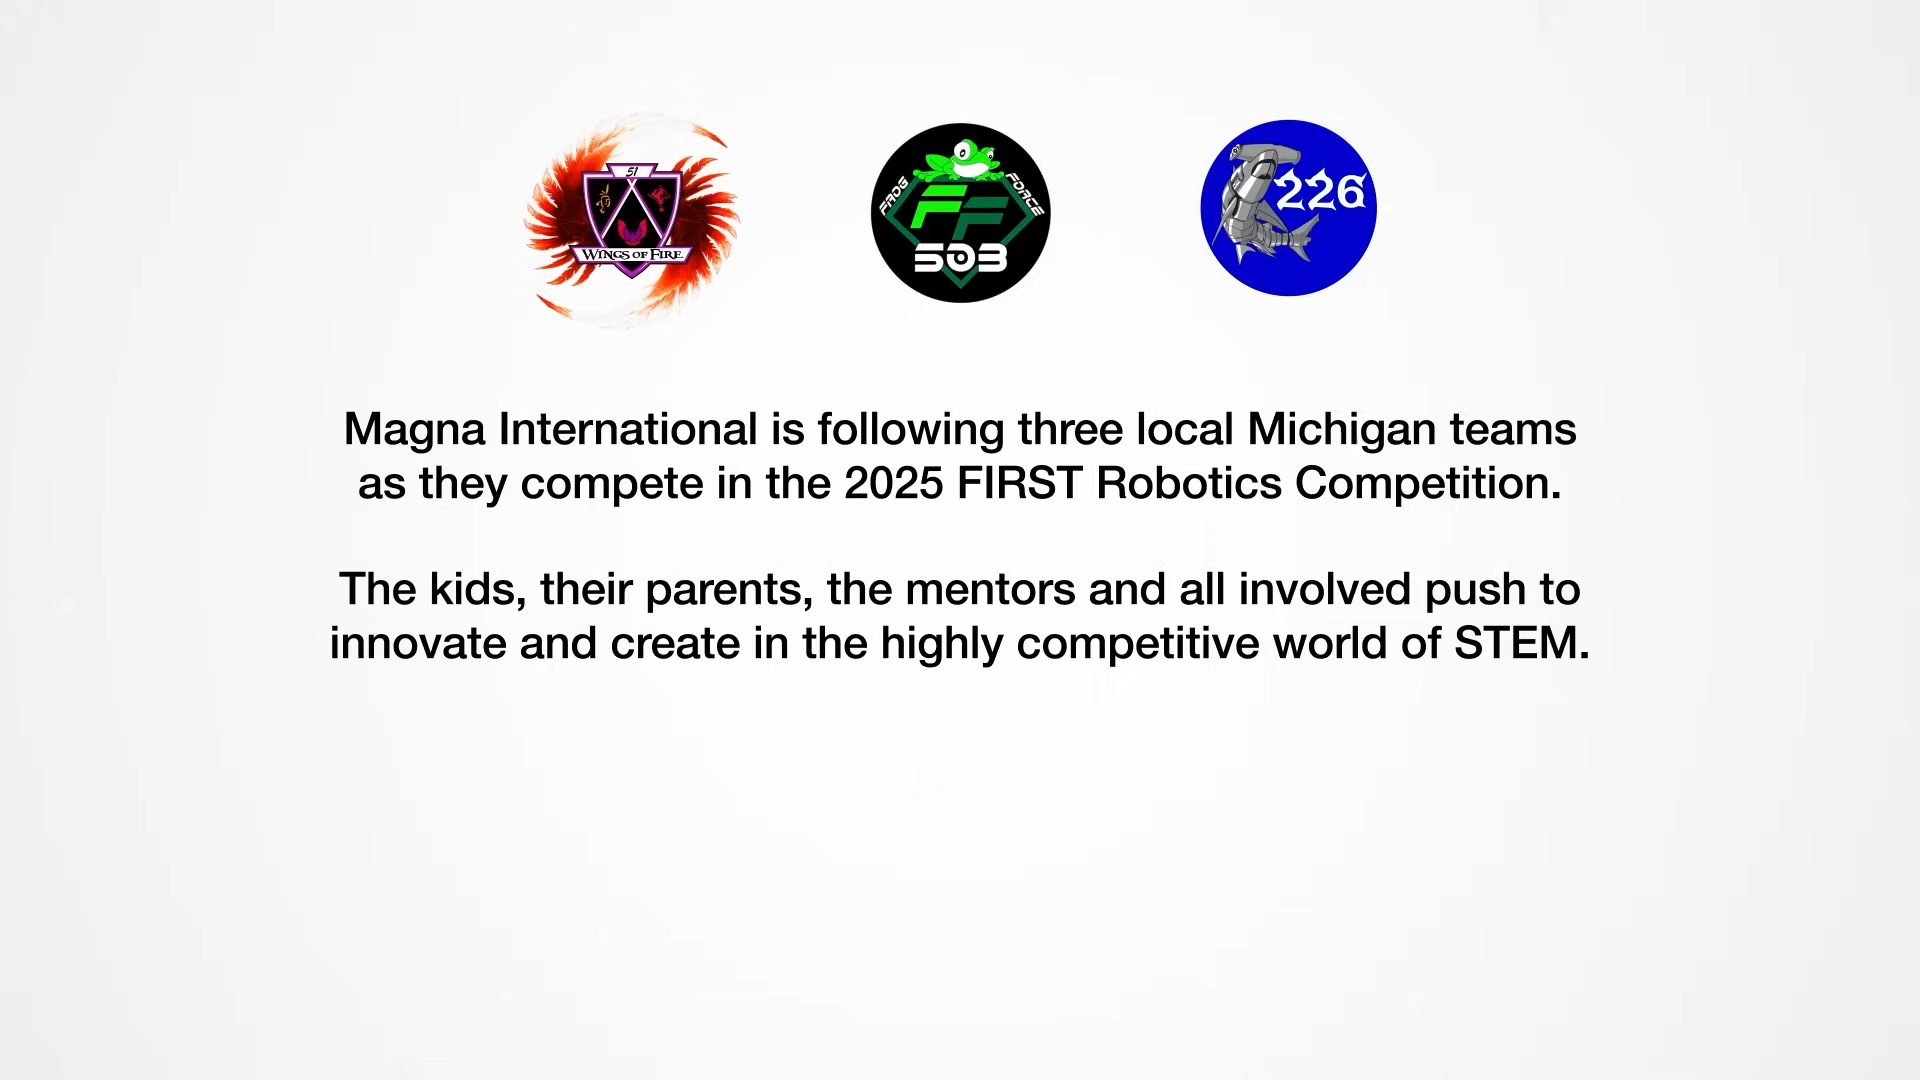 51
WINGS OF FIRE
FROG FORCE
FF
503
226
Magna International is following three local Michigan teams
as they compete in the 2025 FIRST Robotics Competition.
The kids, their parents, the mentors and all involved push to
innovate and create in the highly competitive world of STEM.